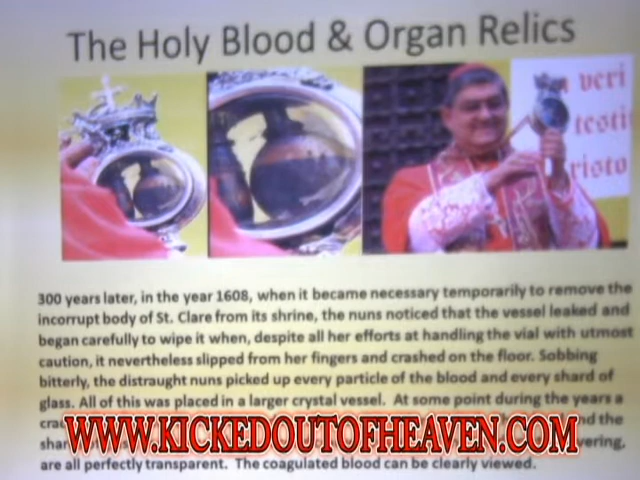 The Holy Blood & Organ Relics
veri
testi
risto
300 years later, in the year 1608, when it became necessary temporarily to remove the
incorrupt body of St. Clare from its shrine, the nuns noticed that the vessel leaked and
began carefully to wipe it when, despite all her efforts at handling the vial with utmost
caution, it nevertheless slipped from her fingers and crashed on the floor. Sobbing
bitterly, the distraught nuns picked up every particle of the blood and every shard of
glass. All of this was placed in a larger crystal vessel. At some point during the years a
WWW.KICKEDOUTOFHEAVEN.COM
are all perfectly transparent. The coagulated blood can be clearly viewed.